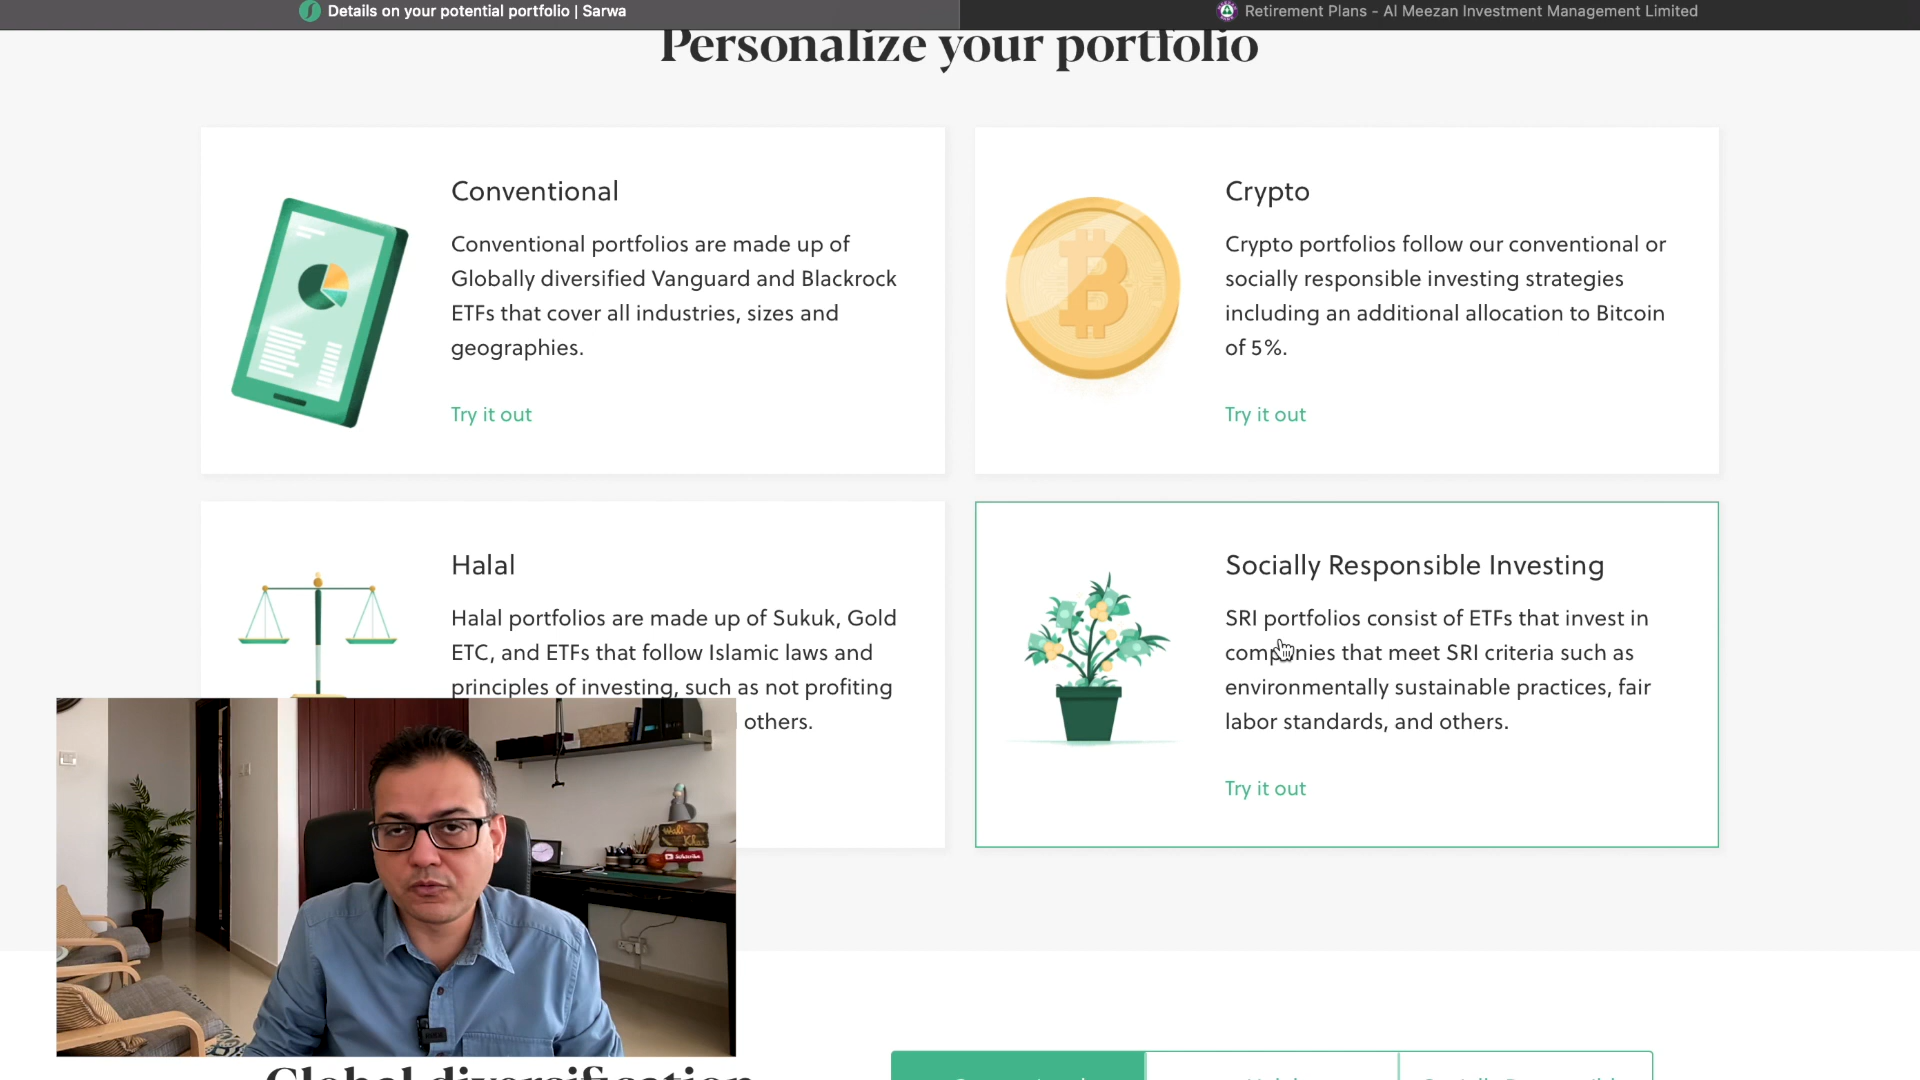 Details on your potential portfolio | Sarwa
Retirement Plans - Al Meezan Investment Management Limited
Personalize your portfolio
Conventional
Conventional portfolios are made up of
Globally diversified Vanguard and Blackrock
ETFs that cover all industries, sizes and
geographies.
Try it out
Crypto
Crypto portfolios follow our conventional or
socially responsible investing strategies
including an additional allocation to Bitcoin
of 5%.
Try it out
Halal
Halal portfolios are made up of Sukuk, Gold
ETC, and ETFs that follow Islamic laws and
principles of investing, such as not profiting
others.
Socially Responsible Investing
SRI portfolios consist of ETFs that invest in
companies that meet SRI criteria such as
environmentally sustainable practices, fair
labor standards, and others.
Try it out
Subscribe
Global diversification